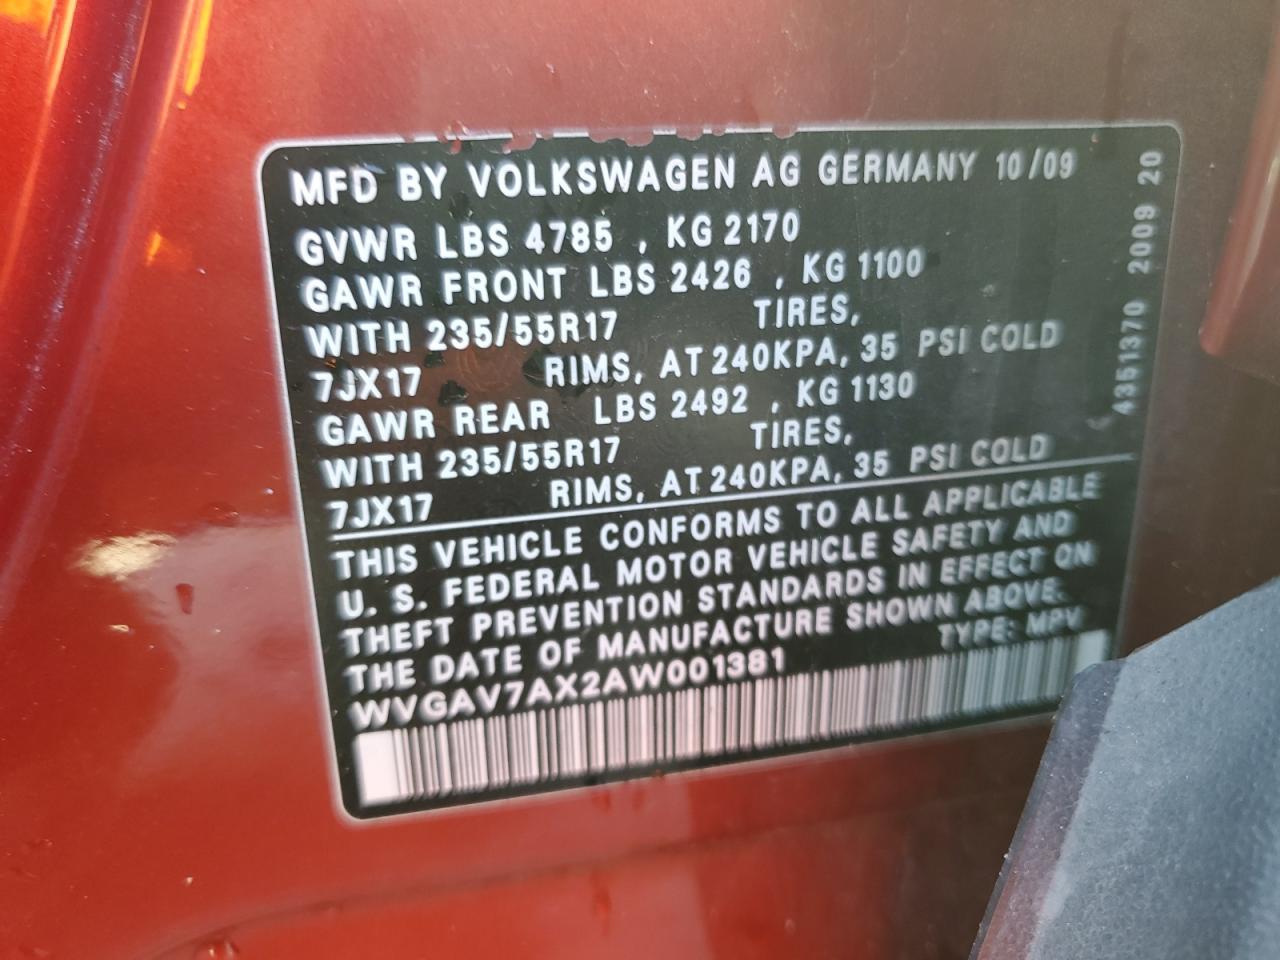 MFD BY VOLKSWAGEN AG GERMANY 10/09
GVWR LBS 4785 , KG 2170
GAWR FRONT LBS 2426 , KG 1100
WITH 235/55R17 TIRES,
7JX17 RIMS, AT 240KPA, 35 PSI COLD
GAWR REAR LBS 2492 , KG 1130
WITH 235/55R17 TIRES,
7JX17 RIMS, AT 240KPA, 35 PSI COLD
THIS VEHICLE CONFORMS TO ALL APPLICABLE
U. S. FEDERAL MOTOR VEHICLE SAFETY AND
THEFT PREVENTION STANDARDS IN EFFECT ON
THE DATE OF MANUFACTURE SHOWN ABOVE.
WVGAV7AX2AW001381 TYPE: MPV
4351370 2009 20